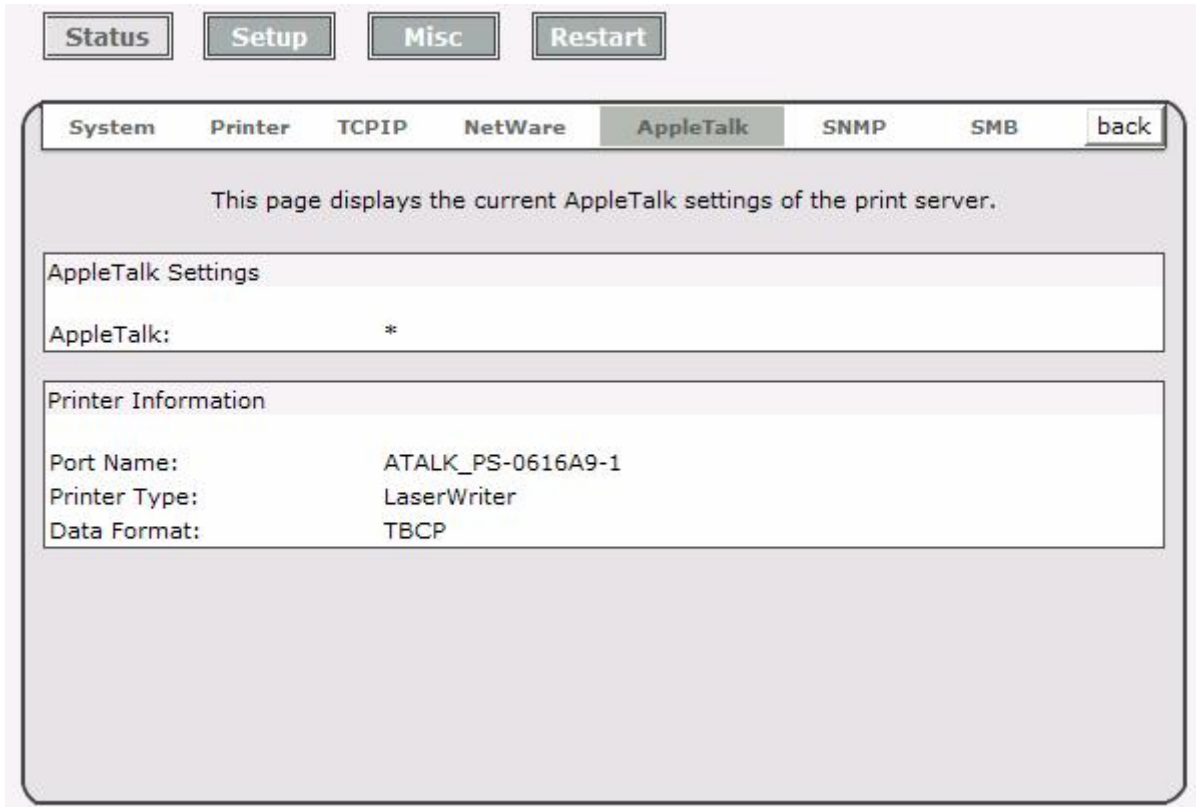 Status Setup Misc Restart
System Printer TCPIP NetWare AppleTalk SNMP SMB back
This page displays the current AppleTalk settings of the print server.
AppleTalk Settings
AppleTalk: *
Printer Information
Port Name: ATALK_PS-0616A9-1
Printer Type: LaserWriter
Data Format: TBCP